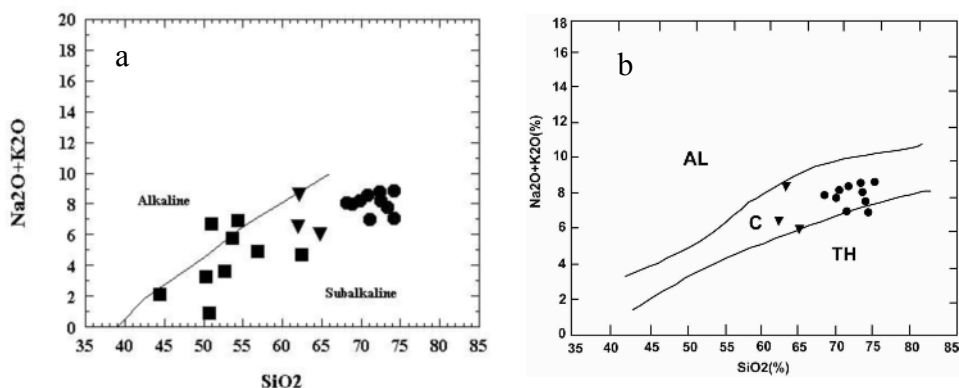 a
20
18
16
14
12
10
8
6
4
2
0
Na2O+K2O
Alkaline
Subalkaline
35 40 45 50 55 60 65 70 75 80 85
SiO2
b
18
16
14
12
10
8
6
4
2
0
Na2O+K2O(%)
AL
C
TH
35 45 50 55 60 65 70 75 80 85
SiO2(%)